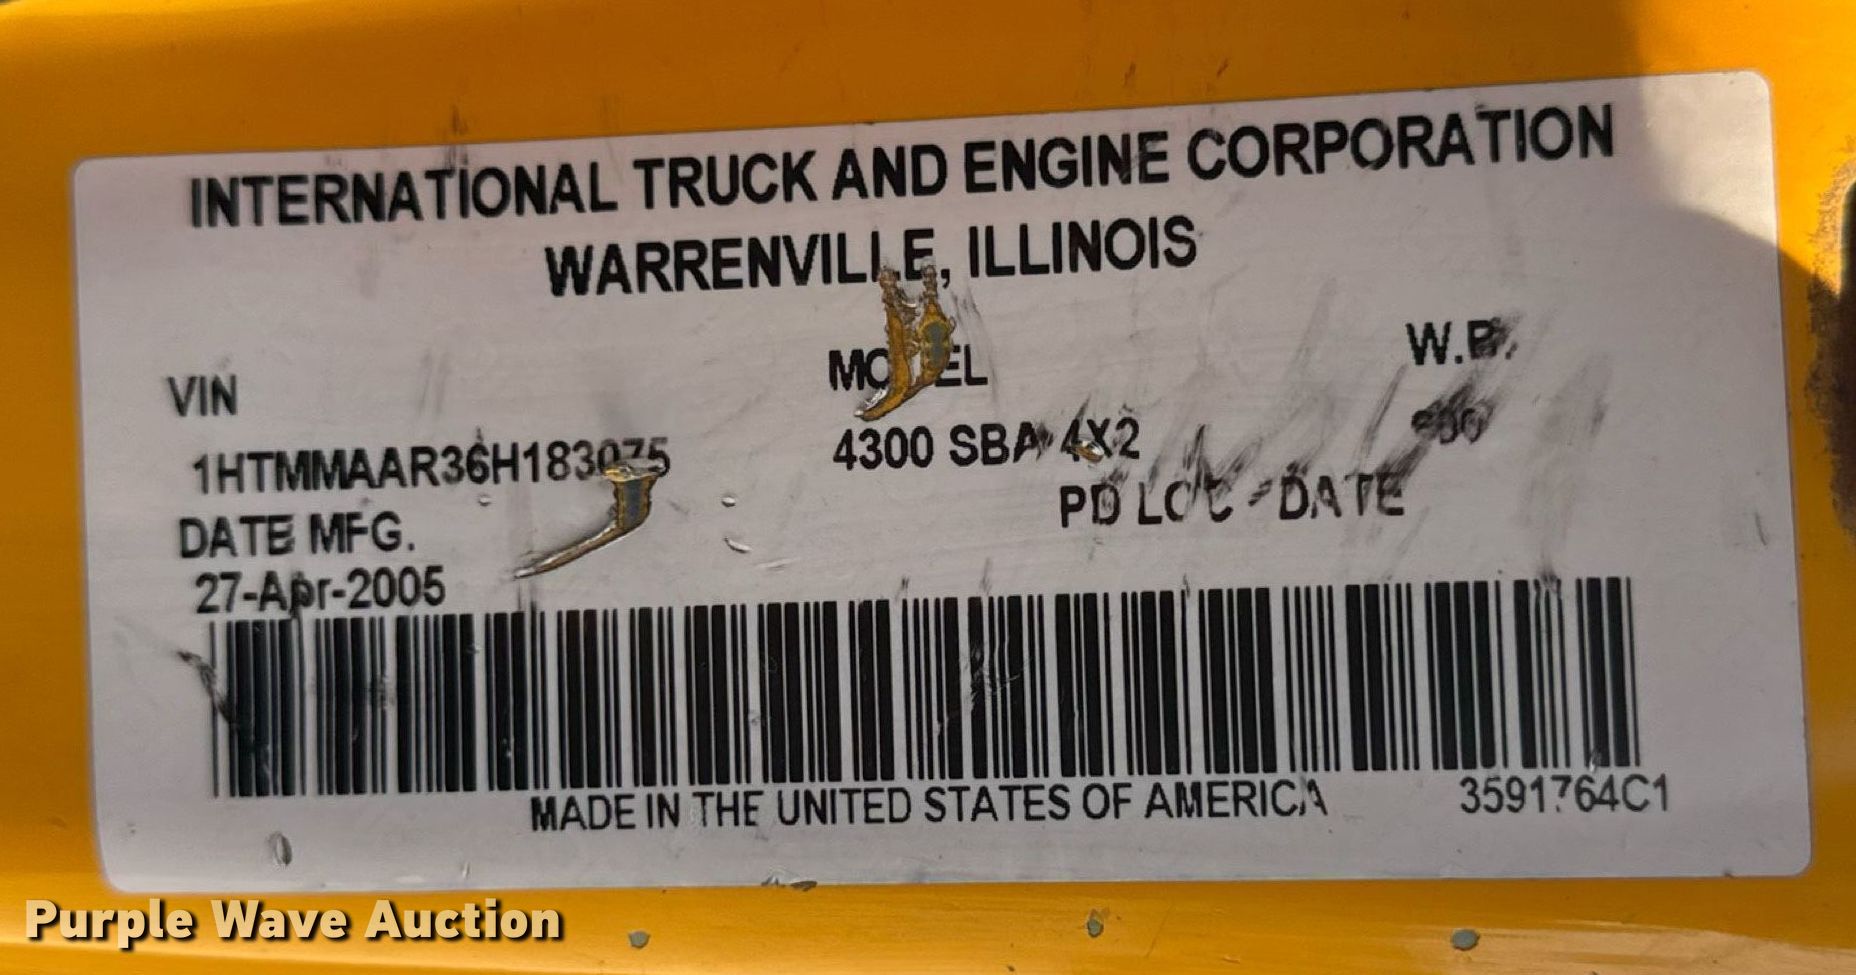 INTERNATIONAL TRUCK AND ENGINE CORPORATION
WARRENVILLE, ILLINOIS
VIN MODEL W.B.
1HTMMAAR36H183075 4300 SBA 4X2
DATE MFG. PD LOC - DATE
27-Apr-2005
MADE IN THE UNITED STATES OF AMERICA 3591764C1
Purple Wave Auction